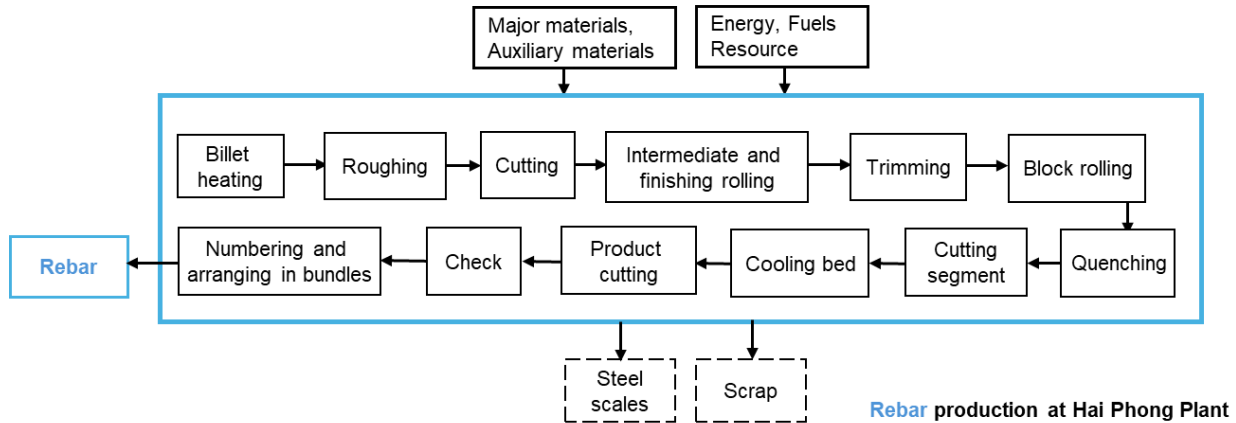 Major materials,
Auxiliary materials
Energy, Fuels
Resource
Billet
heating
Roughing
Cutting
Intermediate and
finishing rolling
Trimming
Block rolling
Rebar
Numbering and
arranging in bundles
Check
Product
cutting
Cooling bed
Cutting
segment
Quenching
Steel
scales
Scrap
Rebar production at Hai Phong Plant